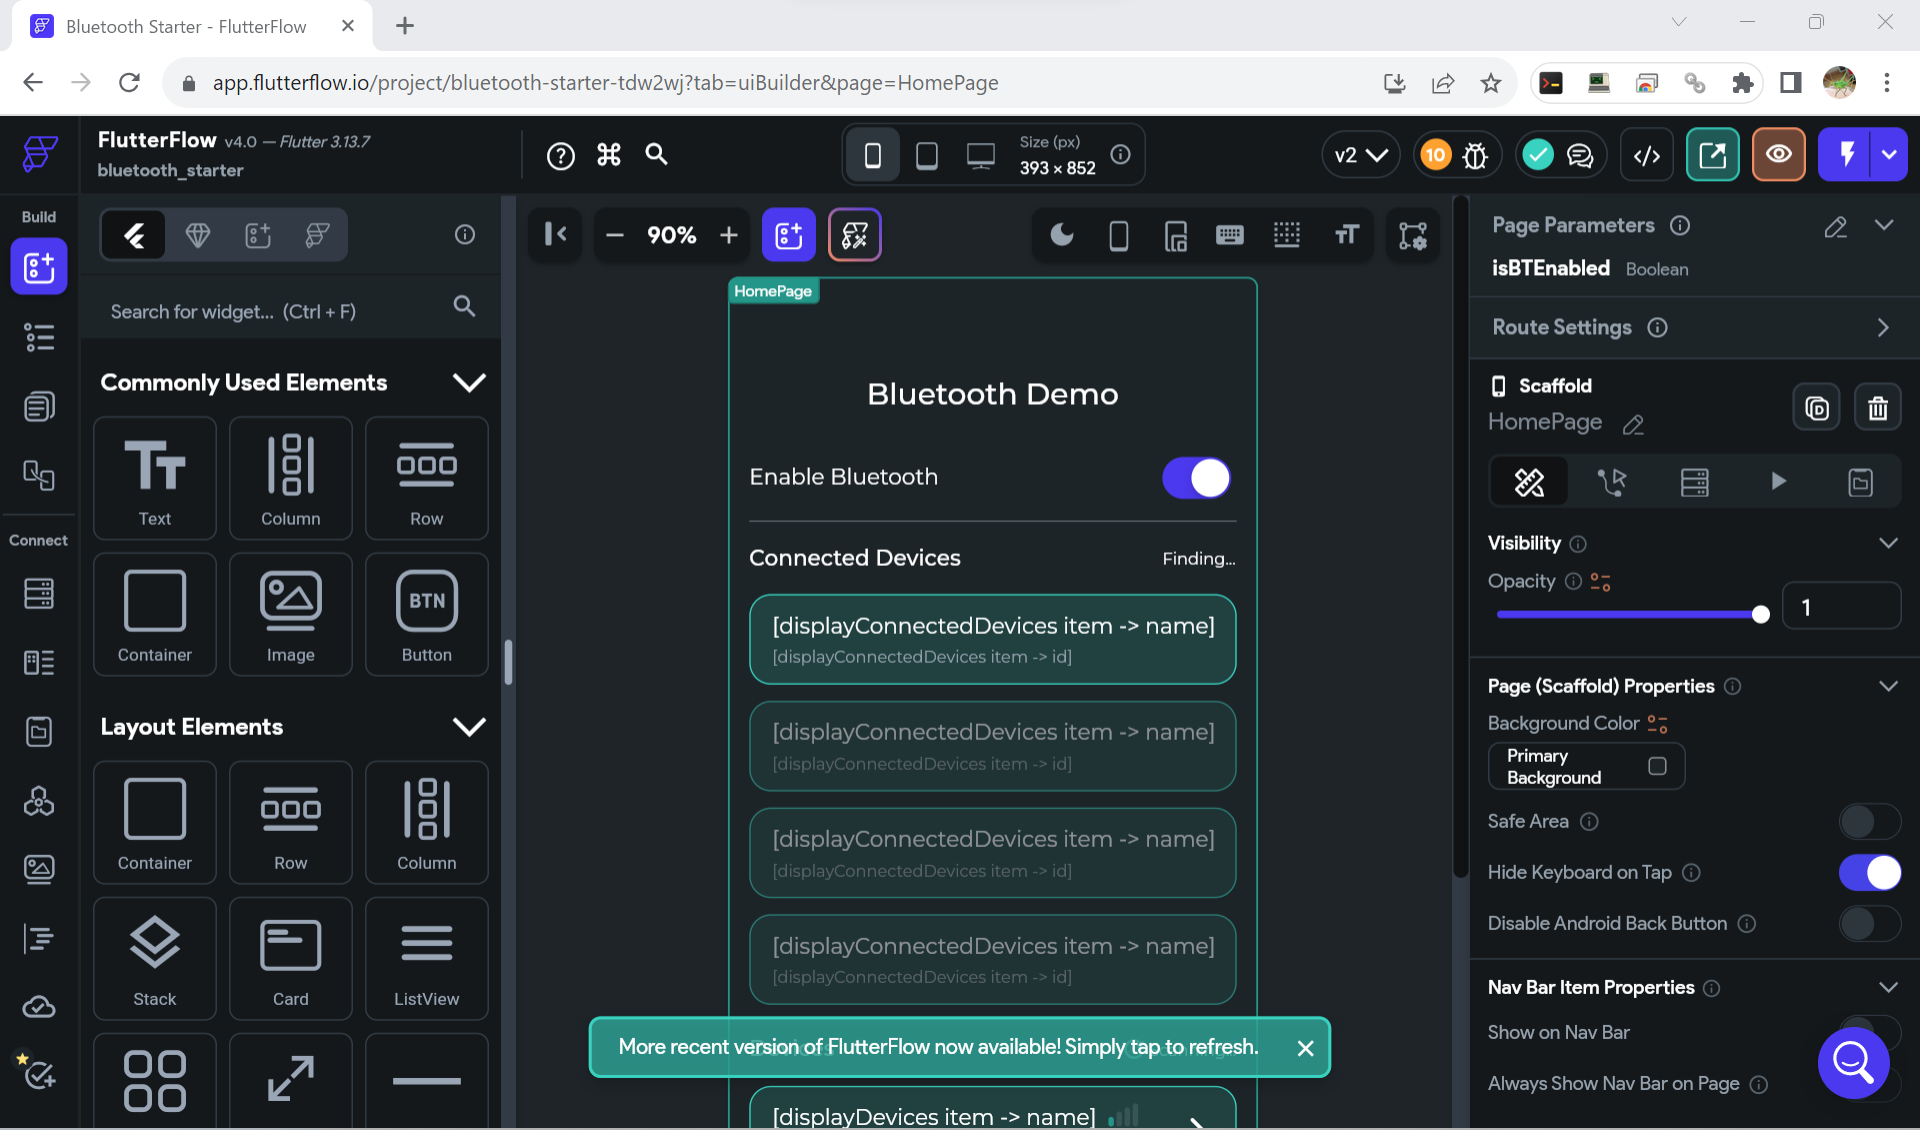 Bluetooth Starter - FlutterFlow
app.flutterflow.io/project/bluetooth-starter-tdw2wj?tab=uiBuilder&page=HomePage
FlutterFlow v4.0 — Flutter 3.13.7
bluetooth_starter
Size (px)
393 × 852
v2
10
Build
Connect
Search for widget... (Ctrl + F)
Commonly Used Elements
Text
Column
Row
Container
Image
BTN
Button
Layout Elements
Container
Row
Column
Stack
Card
ListView
90%
HomePage
Bluetooth Demo
Enable Bluetooth
Connected Devices
Finding...
[displayConnectedDevices item -> name]
[displayConnectedDevices item -> id]
[displayConnectedDevices item -> name]
[displayConnectedDevices item -> id]
[displayConnectedDevices item -> name]
[displayConnectedDevices item -> id]
[displayConnectedDevices item -> name]
[displayConnectedDevices item -> id]
More recent version of FlutterFlow now available! Simply tap to refresh.
[displayDevices item -> name]
Page Parameters
isBTEnabled Boolean
Route Settings
Scaffold
HomePage
Visibility
Opacity
1
Page (Scaffold) Properties
Background Color
Primary
Background
Safe Area
Hide Keyboard on Tap
Disable Android Back Button
Nav Bar Item Properties
Show on Nav Bar
Always Show Nav Bar on Page